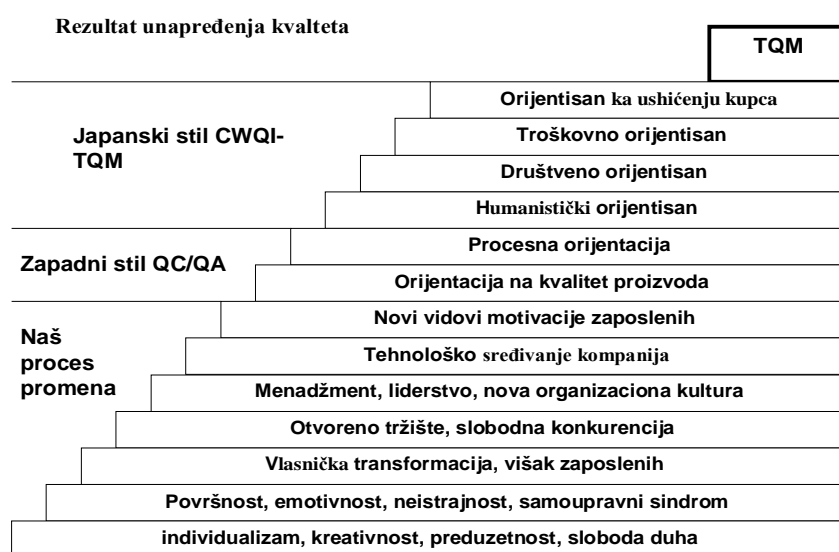 Rezultat unapređenja kvalteta
TQM
Orijentisan ka ushićenju kupca
Japanski stil CWQI-
TQM
Troškovno orijentisan
Društveno orijentisan
Humanistički orijentisan
Zapadni stil QC/QA
Procesna orijentacija
Orijentacija na kvalitet proizvoda
Naš
proces
promena
Novi vidovi motivacije zaposlenih
Tehnološko sređivanje kompanija
Menadžment, liderstvo, nova organizaciona kultura
Otvoreno tržište, slobodna konkurencija
Vlasnička transformacija, višak zaposlenih
Površnost, emotivnost, neistrajnost, samoupravni sindrom
individualizam, kreativnost, preduzetnost, sloboda duha